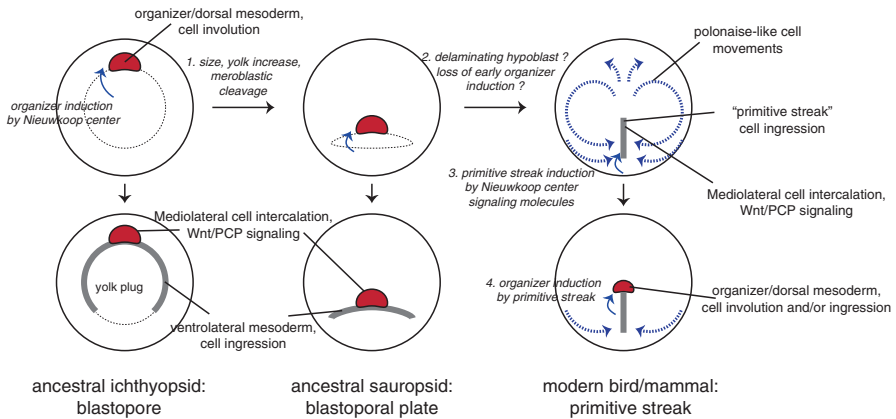 organizer/dorsal mesoderm,
cell involution
organizer induction
by Nieuwkoop center
1. size, yolk increase,
meroblastic
cleavage
2. delaminating hypoblast ?
loss of early organizer
induction ?
polonaise-like cell
movements
"primitive streak"
cell ingression
3. primitive streak induction
by Nieuwkoop center
signaling molecules
Mediolateral cell intercalation,
Wnt/PCP signaling
Mediolateral cell intercalation,
Wnt/PCP signaling
yolk plug
ventrolateral mesoderm,
cell ingression
4. organizer induction
by primitive streak
organizer/dorsal mesoderm,
cell involution and/or ingression
ancestral ichthyopsid:
blastopore
ancestral sauropsid:
blastoporal plate
modern bird/mammal:
primitive streak